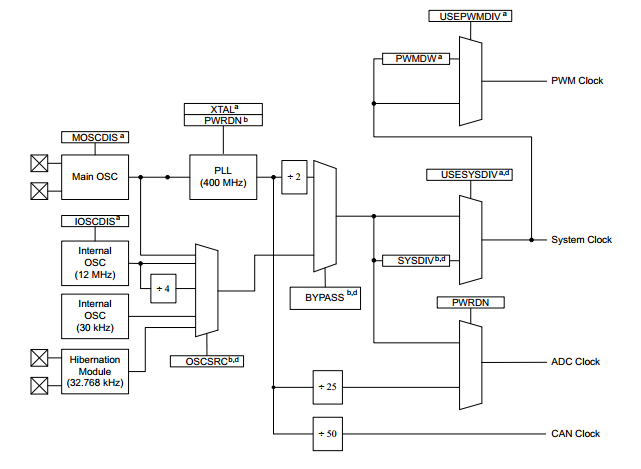 USEPWMDIV a
PWMDW a
PWM Clock
XTAL a
PWRDN b
MOSCDIS a
Main OSC
PLL
(400 MHz)
÷ 2
USESYSDIV a,d
IOSCDIS a
System Clock
Internal
OSC
(12 MHz)
SYSDIV b,d
÷ 4
BYPASS b,d
PWRDN
Internal
OSC
(30 kHz)
OSCSRC b,d
Hibernation
Module
(32.768 kHz)
ADC Clock
÷ 25
÷ 50
CAN Clock